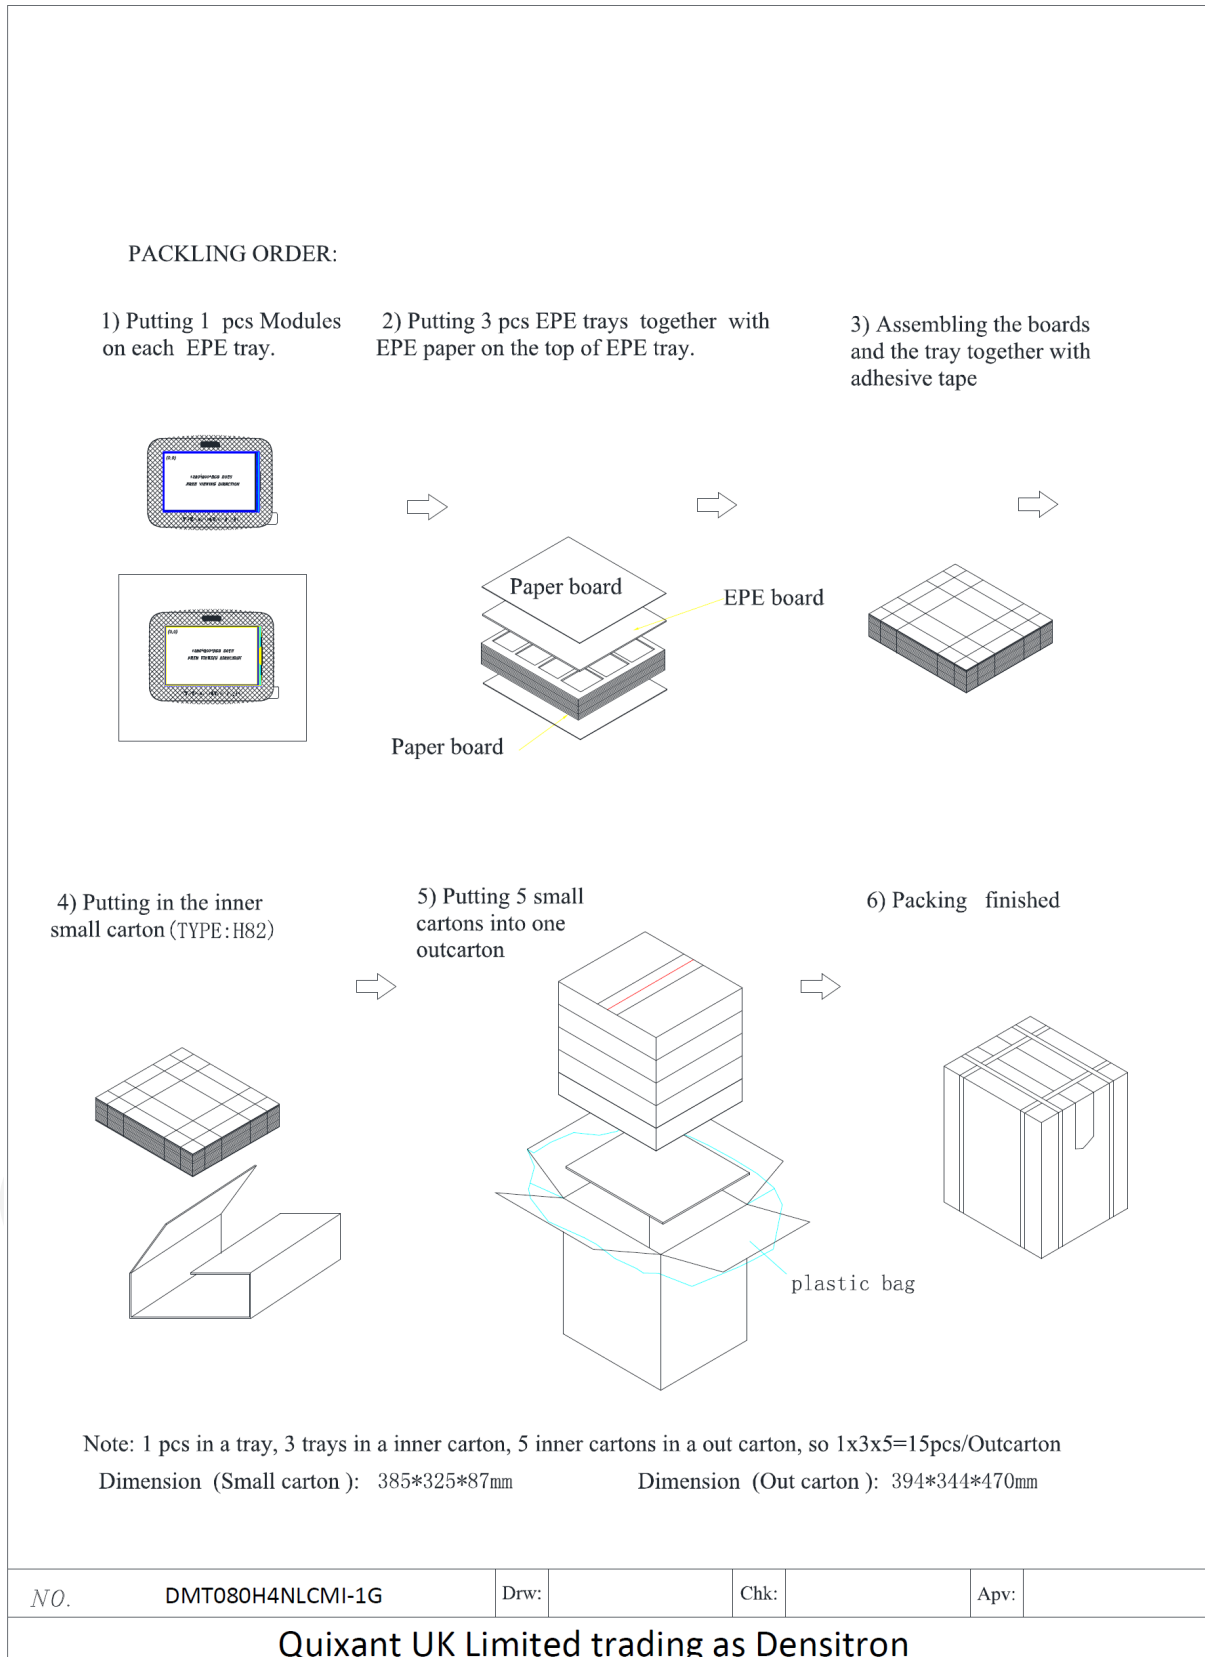 PACKLING ORDER:
1) Putting 1 pcs Modules
on each EPE tray.
2) Putting 3 pcs EPE trays together with
EPE paper on the top of EPE tray.
3) Assembling the boards
and the tray together with
adhesive tape
Paper board
EPE board
Paper board
4) Putting in the inner
small carton (TYPE:H82)
5) Putting 5 small
cartons into one
outcarton
6) Packing finished
plastic bag
Note: 1 pcs in a tray, 3 trays in a inner carton, 5 inner cartons in a out carton, so 1x3x5=15pcs/Outcarton
Dimension (Small carton ): 385*325*87mm
Dimension (Out carton ): 394*344*470mm
NO.
DMT080H4NLCMI-1G
Drw:
Chk:
Apv:
Quixant UK Limited trading as Densitron